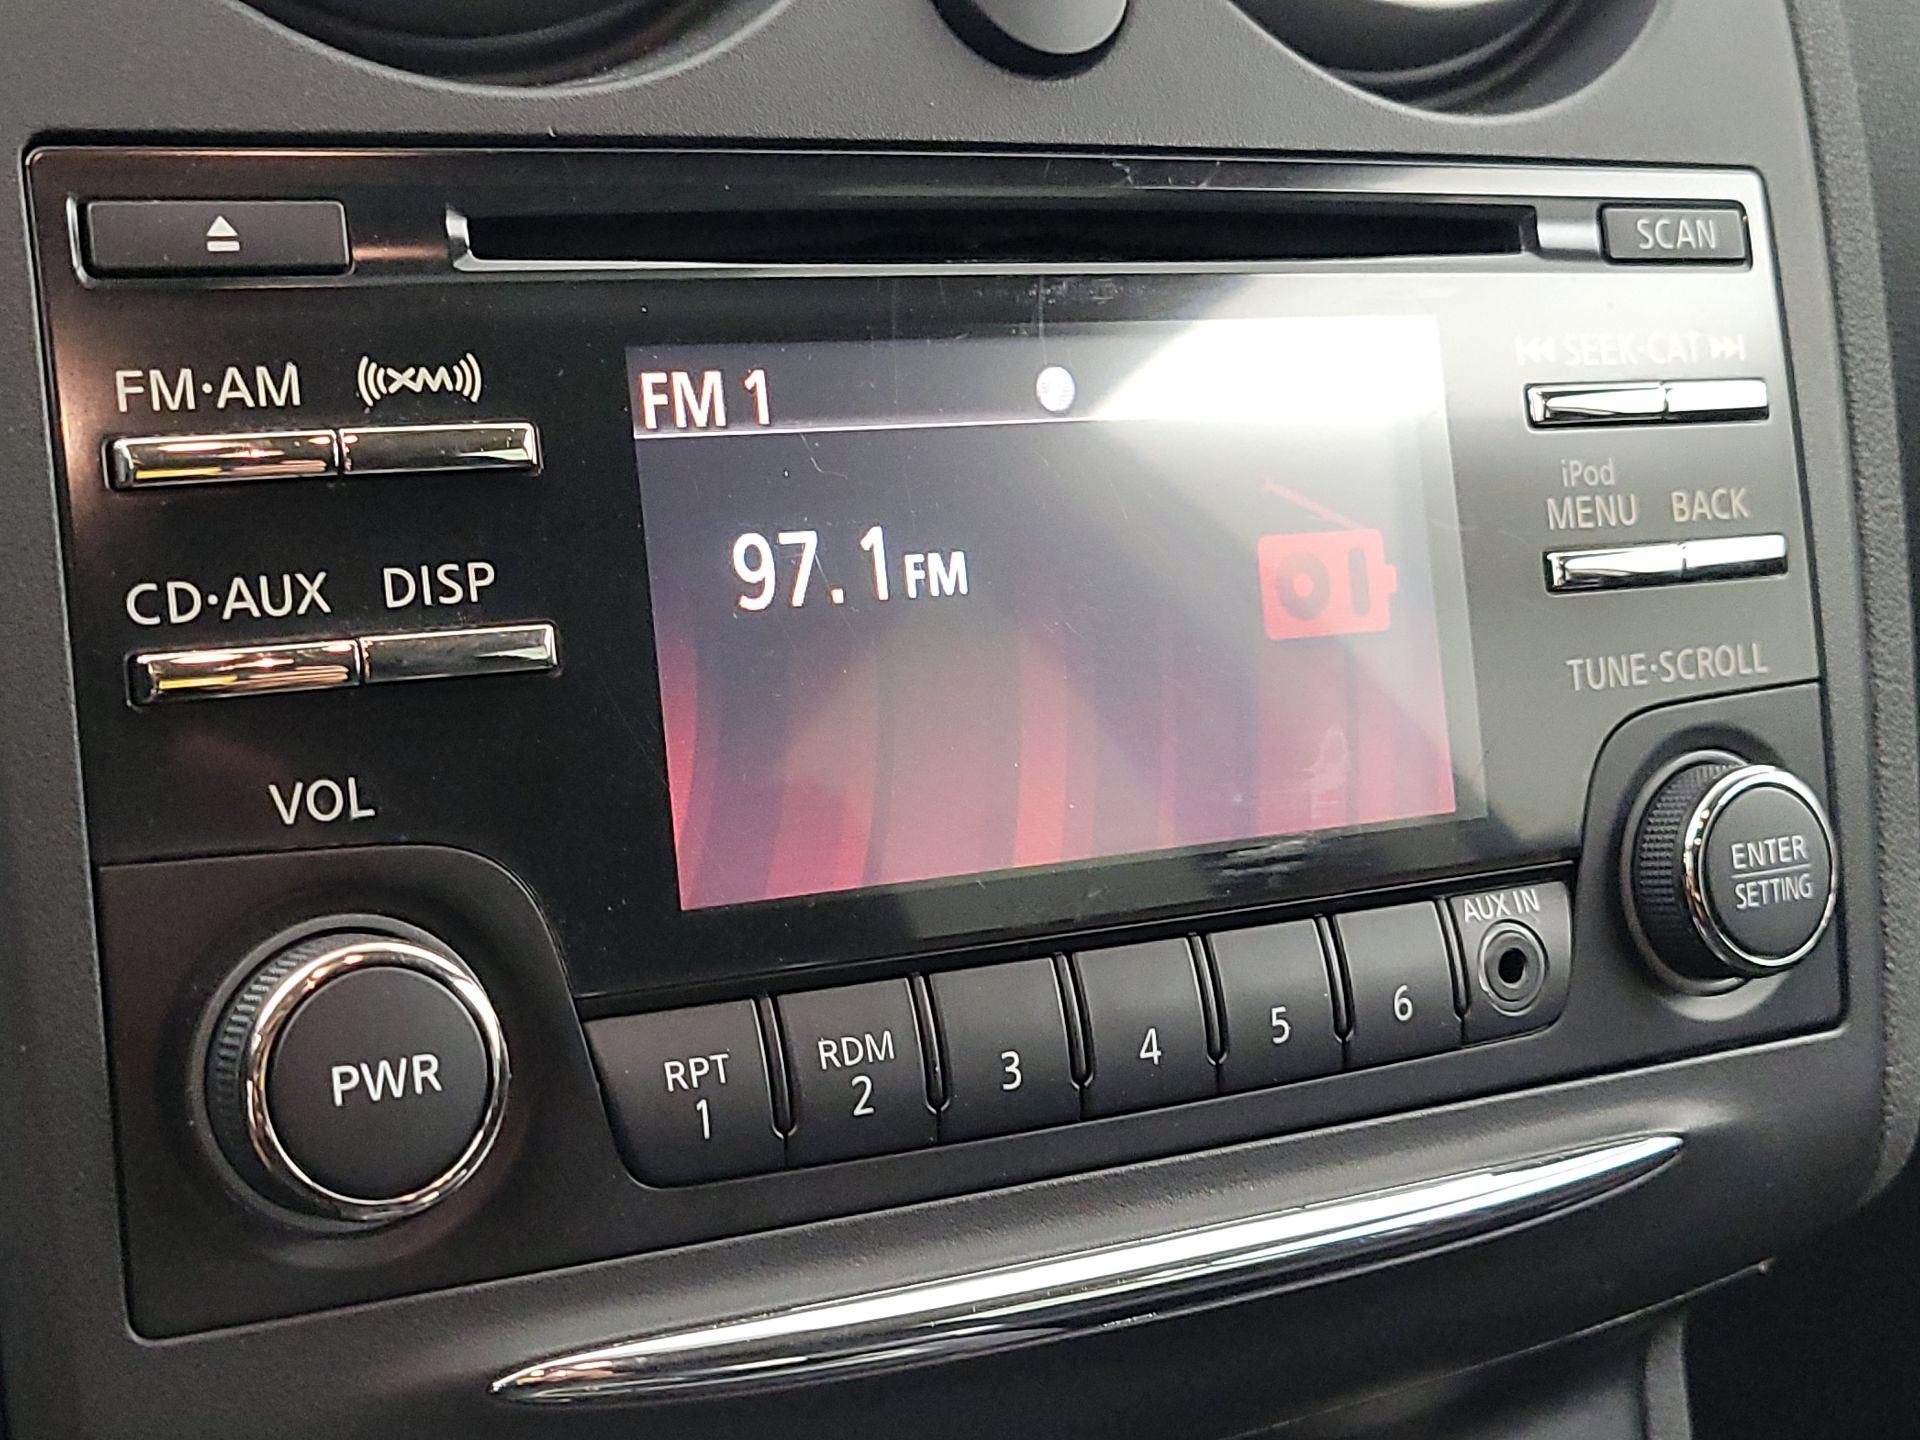 SCAN
FM·AM XM
SEEK·CAT
FM 1
iPod
MENU BACK
97.1 FM
CD·AUX DISP
TUNE·SCROLL
VOL
ENTER
SETTING
AUX IN
PWR
RPT
1
RDM
2
3
4
5
6